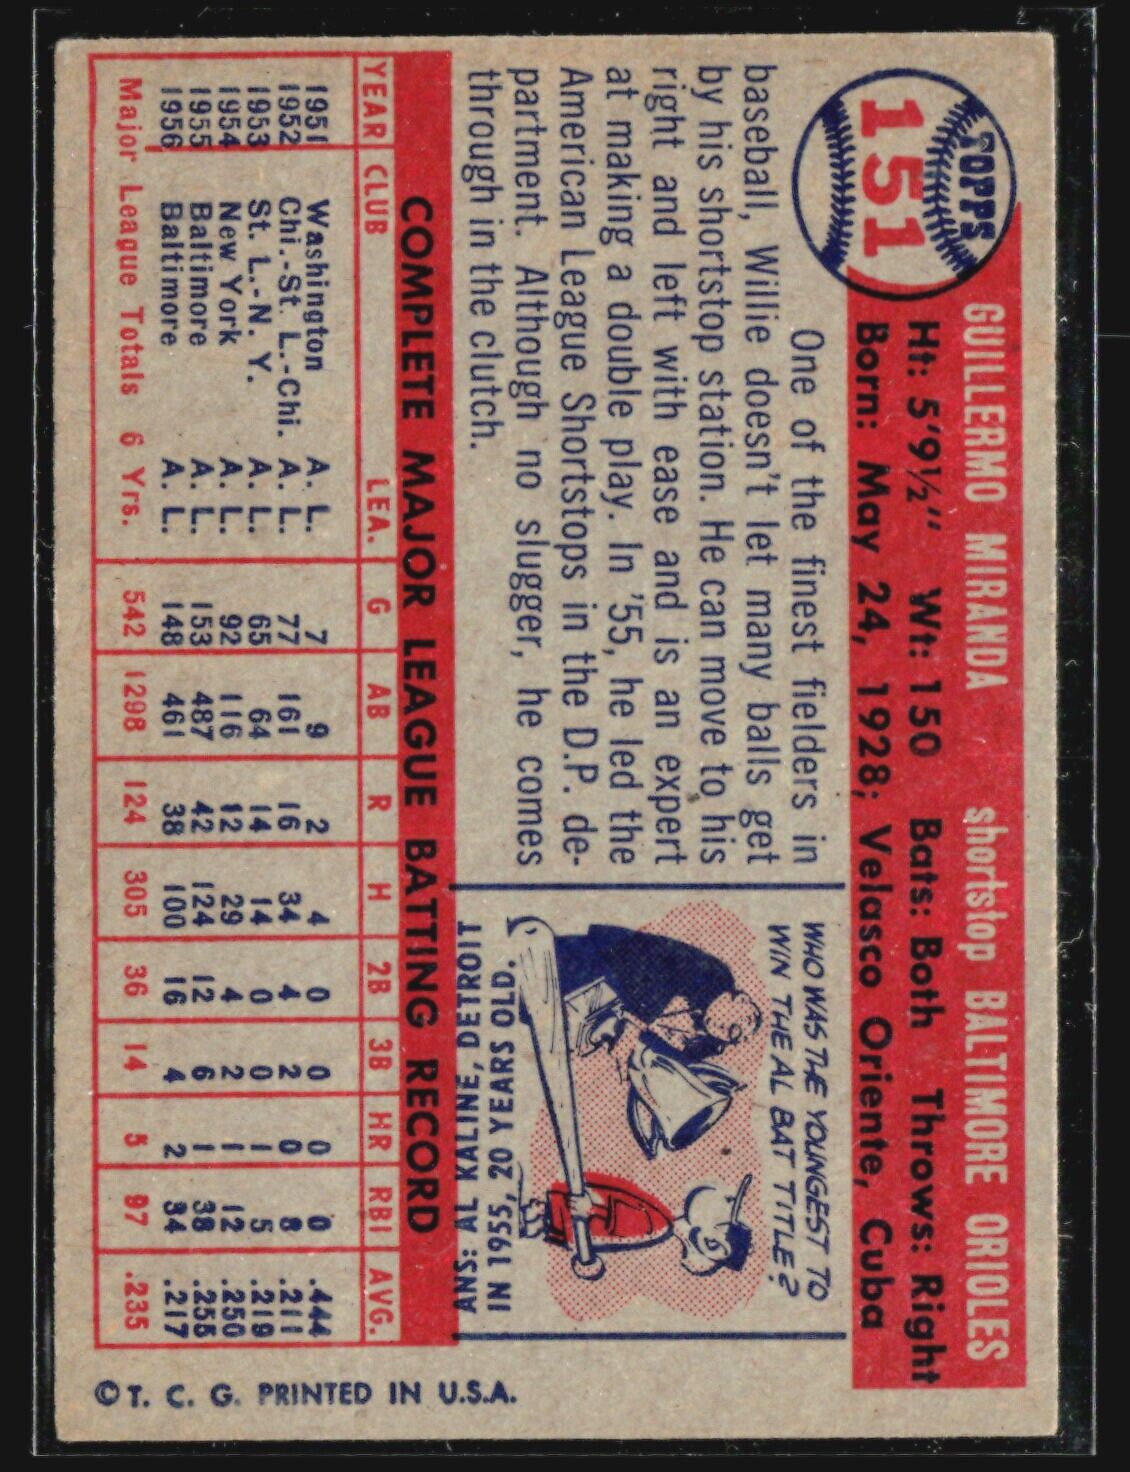 TOPPS
151
GUILLERMO MIRANDA shortstop BALTIMORE ORIOLES
Ht: 5'9½" Wt: 150 Bats: Both Throws: Right
Born: May 24, 1928; Velasco Oriente, Cuba
One of the finest fielders in
baseball, Willie doesn't let many balls get
by his shortstop station. He can move to his
right and left with ease and is an expert
at making a double play. In '55, he led the
American League Shortstops in the D.P. de-
partment. Although no slugger, he comes
through in the clutch.
WHO WAS THE YOUNGEST TO
WIN THE AL BAT TITLE?
ANS: AL KALINE, DETROIT
IN 1955, 20 YEARS OLD.
COMPLETE MAJOR LEAGUE BATTING RECORD
YEAR CLUB LEA. G AB R H 2B 3B HR RBI AVG.
1951 Washington A. L. 7 9 2 4 0 0 0 0 .444
1952 Chi.-St. L.-Chi. A. L. 77 161 16 34 4 2 0 8 .211
1953 St. L.-N. Y. A. L. 65 64 14 14 0 0 1 5 .219
1954 New York A. L. 92 116 12 29 4 2 1 12 .250
1955 Baltimore A. L. 153 487 42 124 12 6 1 38 .255
1956 Baltimore A. L. 148 461 38 100 16 4 2 34 .217
Major League Totals 6 Yrs. 542 1298 124 305 36 14 5 97 .235
© T. C. G. PRINTED IN U.S.A.